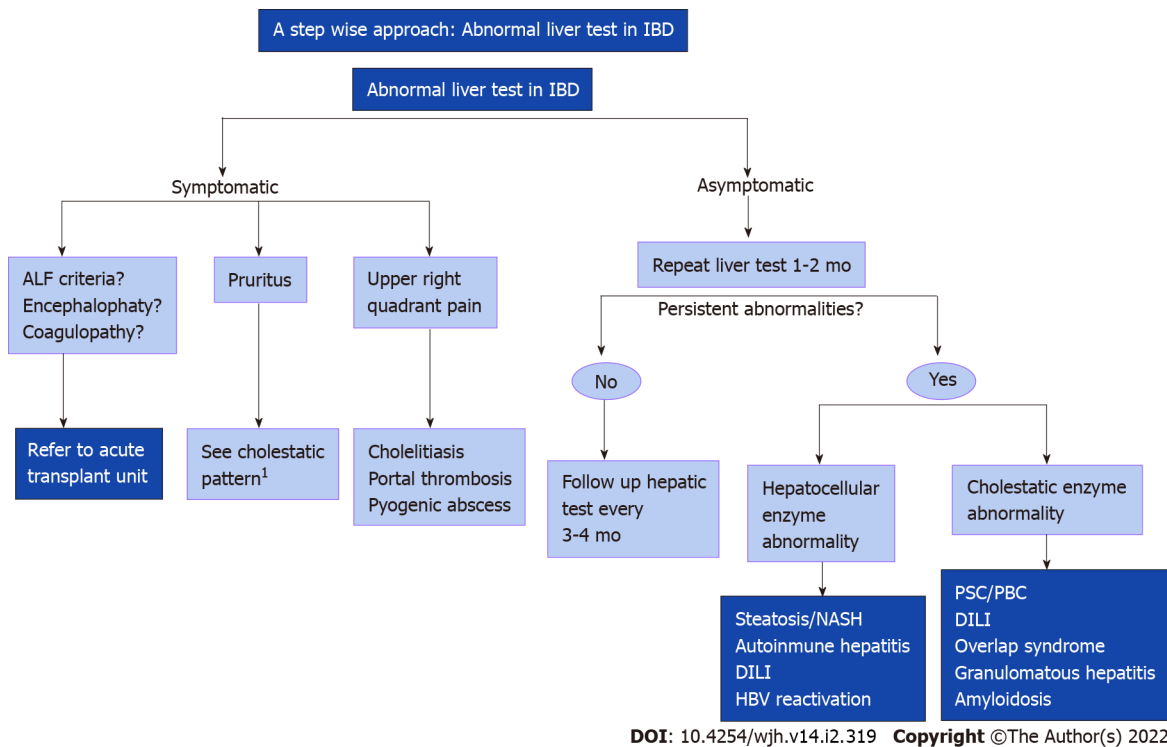 A step wise approach: Abnormal liver test in IBD
Abnormal liver test in IBD
Symptomatic
Asymptomatic
ALF criteria?
Encephalophaty?
Coagulopathy?
Pruritus
Upper right
quadrant pain
Repeat liver test 1-2 mo
Persistent abnormalities?
No
Yes
Refer to acute
transplant unit
See cholestatic
pattern1
Cholelitiasis
Portal thrombosis
Pyogenic abscess
Follow up hepatic
test every
3-4 mo
Hepatocellular
enzyme
abnormality
Cholestatic enzyme
abnormality
Steatosis/NASH
Autoinmune hepatitis
DILI
HBV reactivation
PSC/PBC
DILI
Overlap syndrome
Granulomatous hepatitis
Amyloidosis
DOI: 10.4254/wjh.v14.i2.319 Copyright ©The Author(s) 2022